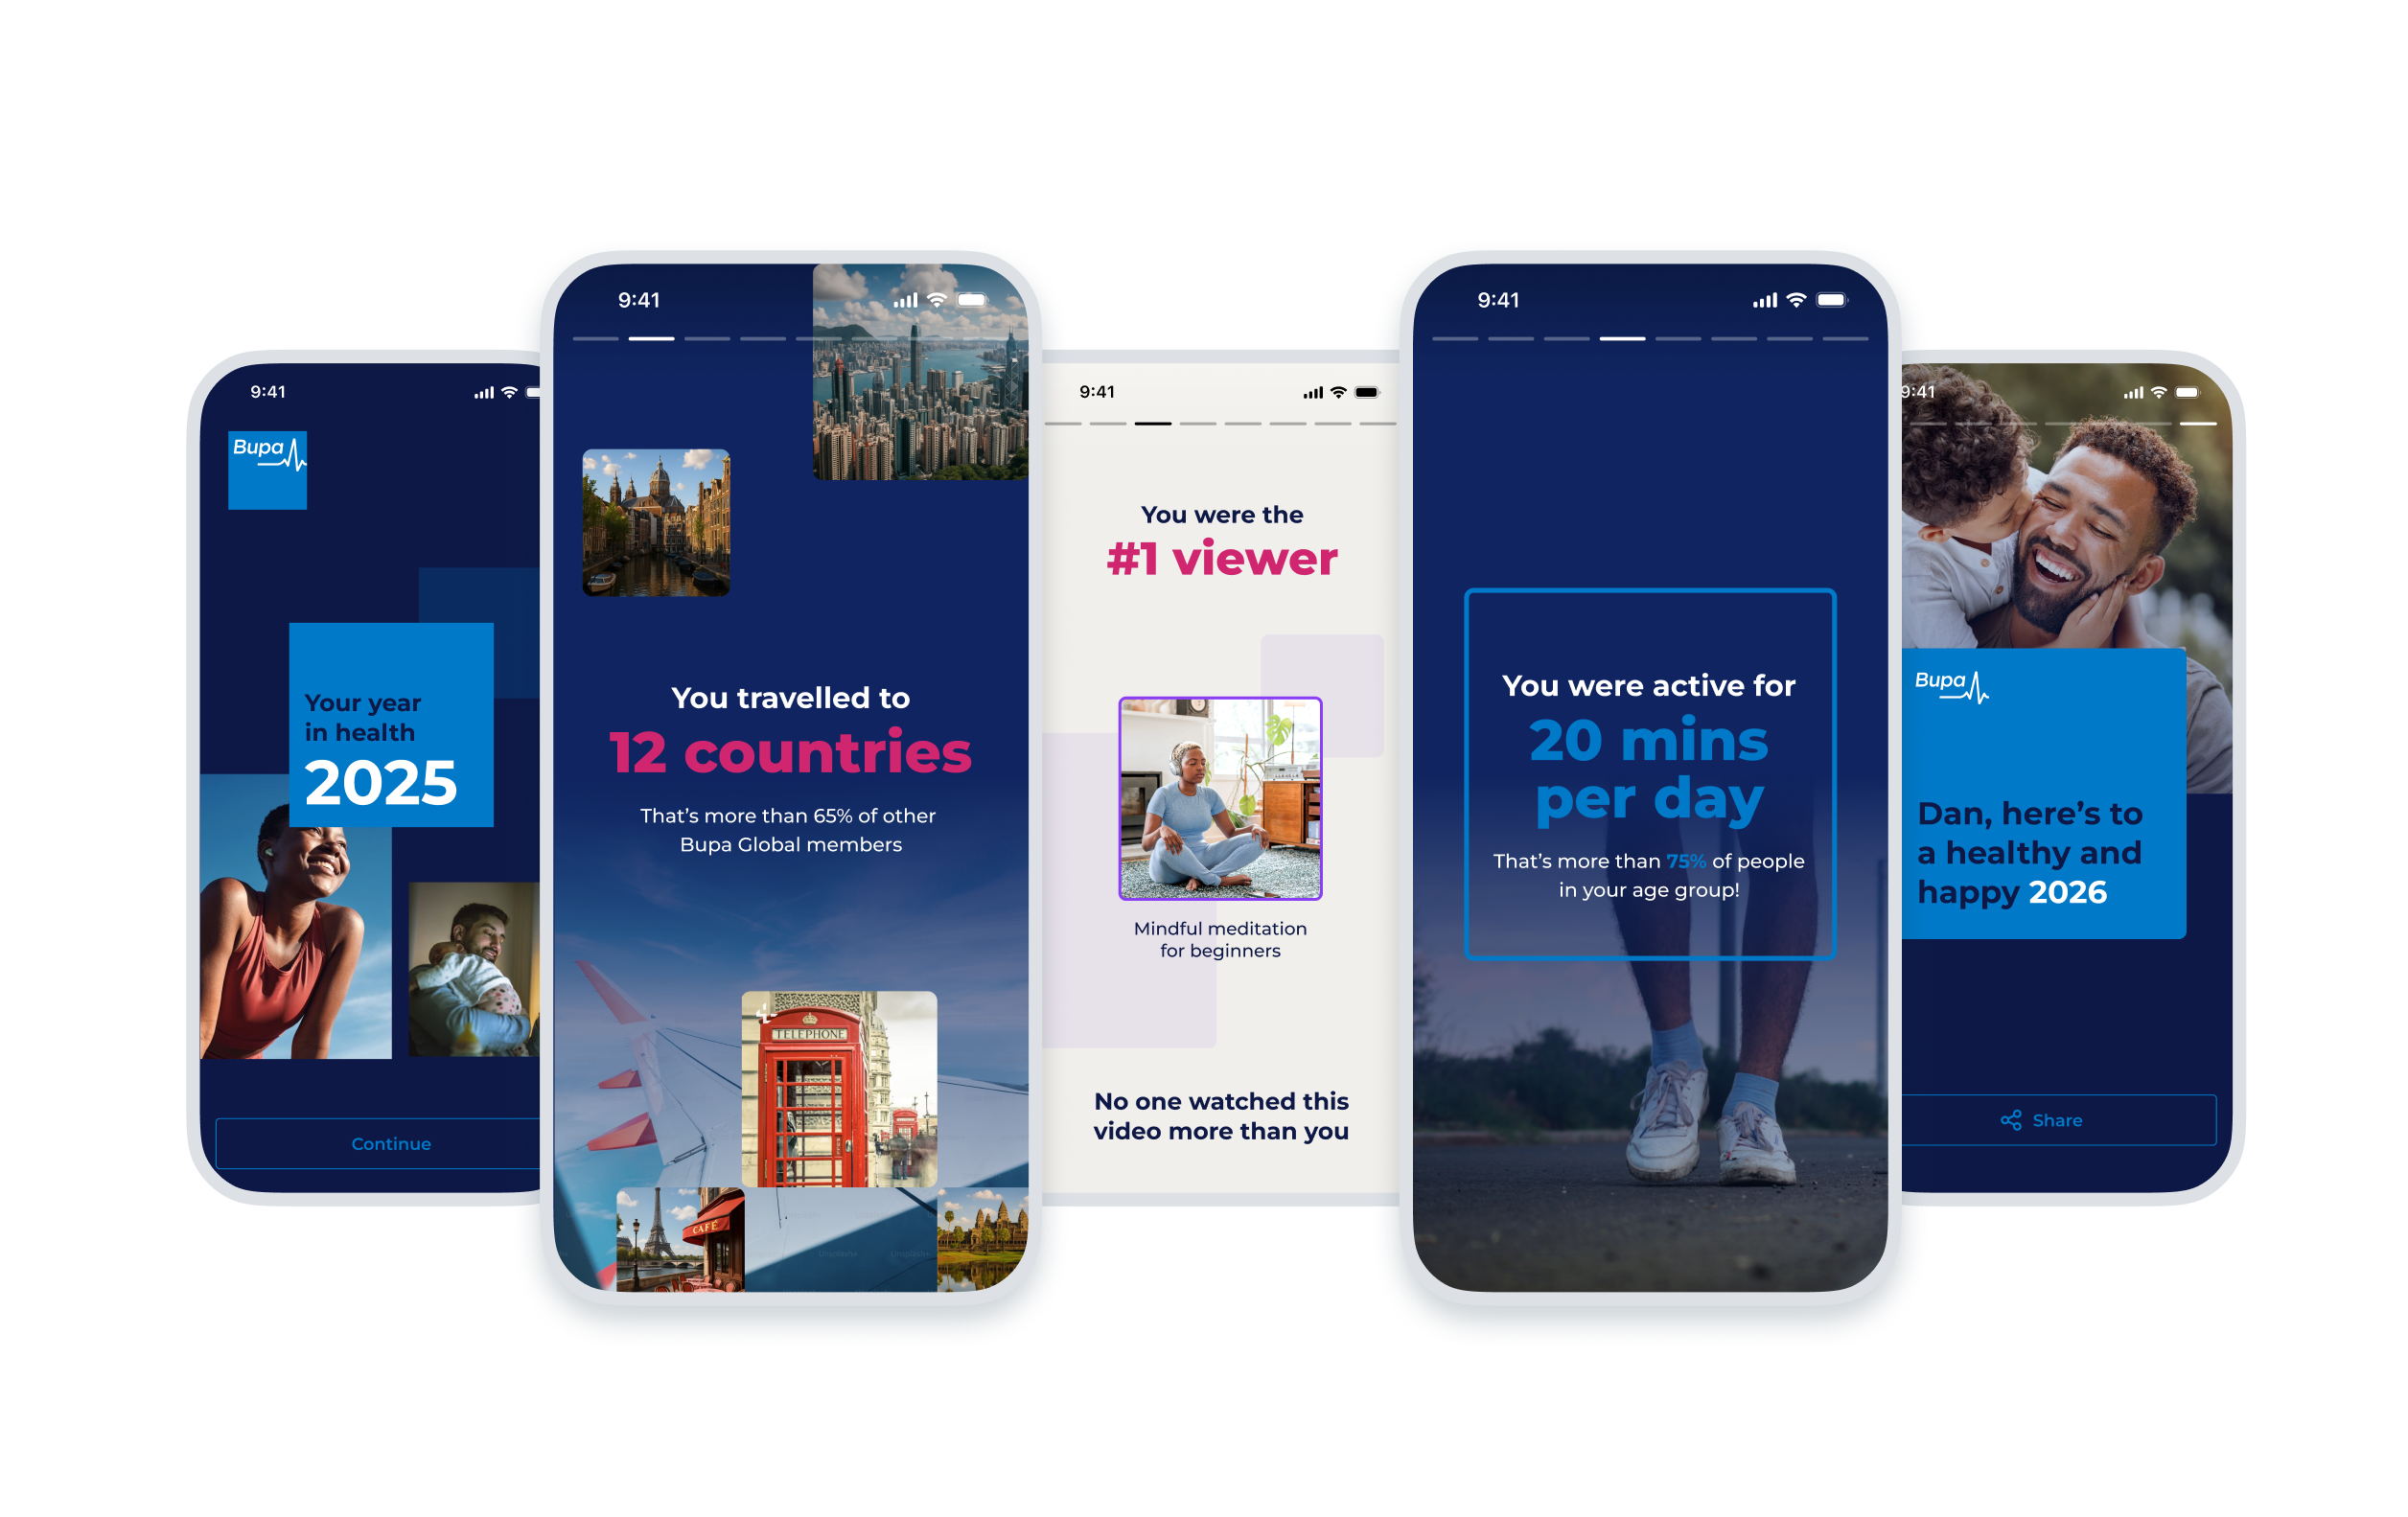 9:41
Bupa
Your year
in health
2025
Continue
9:41
You travelled to
12 countries
That's more than 65% of other
Bupa Global members
TELEPHONE
CAFÉ
9:41
You were the
#1 viewer
Mindful meditation
for beginners
No one watched this
video more than you
9:41
You were active for
20 mins
per day
That's more than 75% of people
in your age group!
9:41
Bupa
Dan, here's to
a healthy and
happy 2026
Share